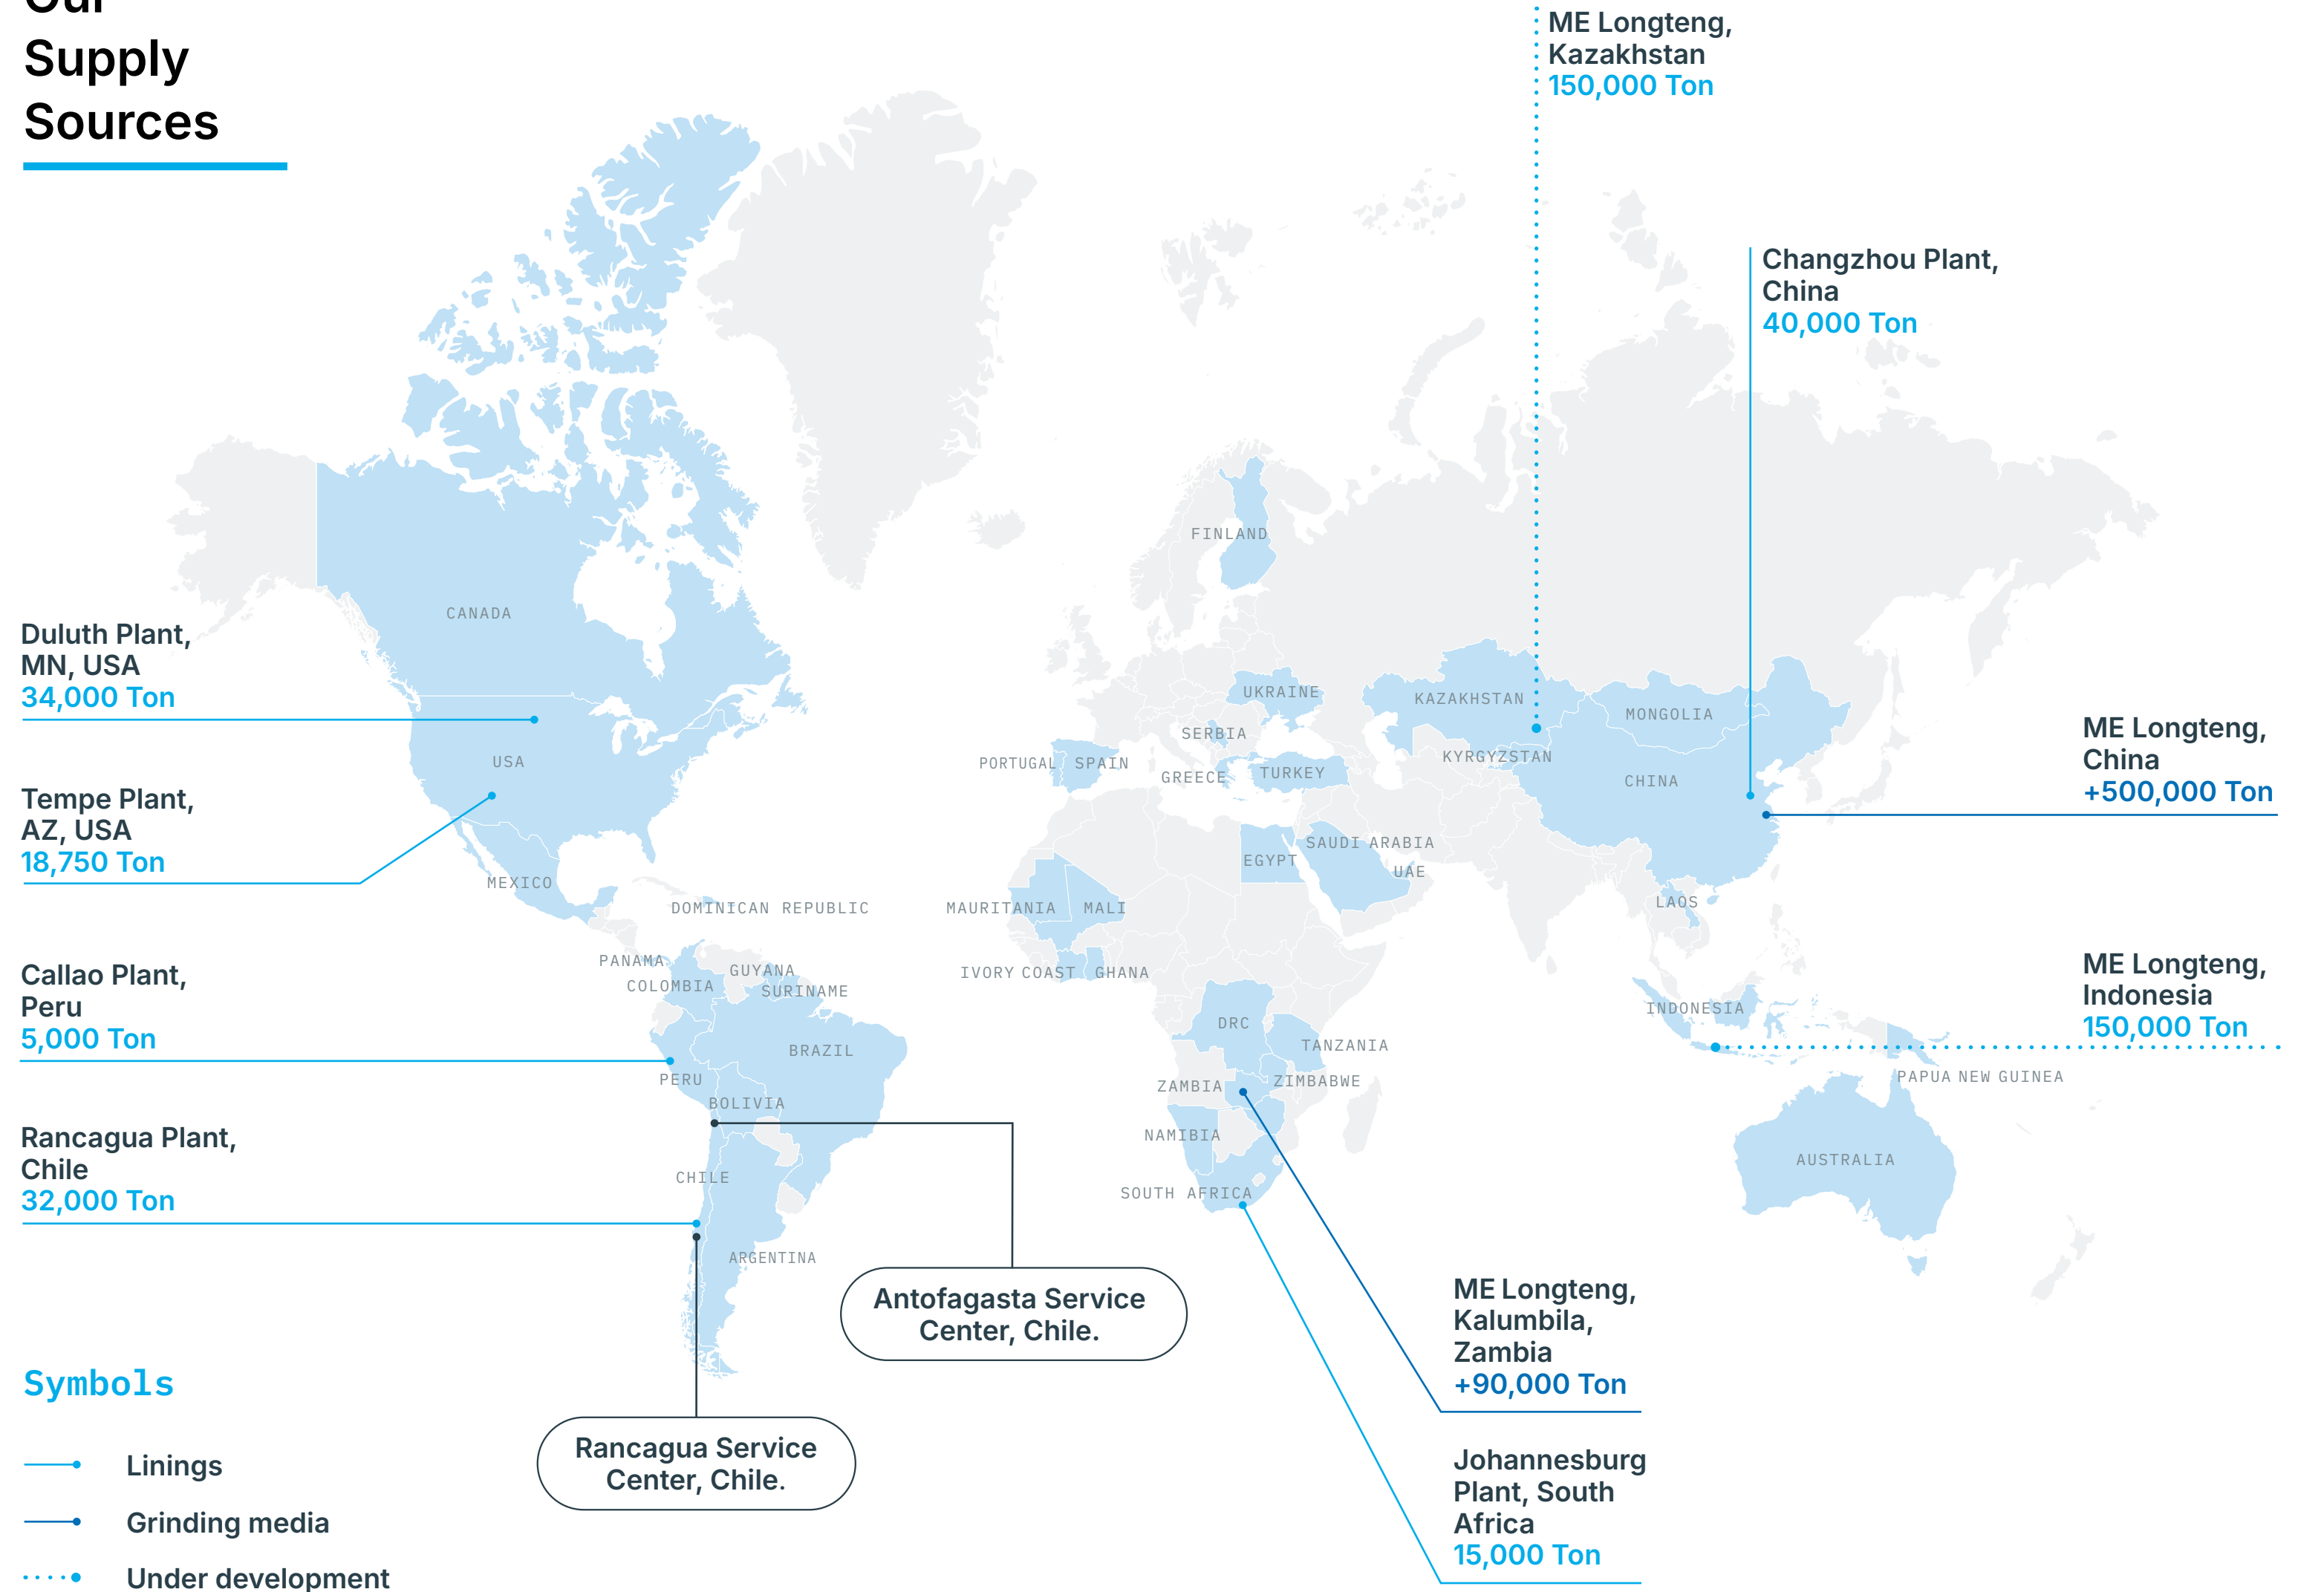 Our
Supply
Sources
ME Longteng,
Kazakhstan
150,000 Ton
Changzhou Plant,
China
40,000 Ton
FINLAND
CANADA
Duluth Plant,
MN, USA
34,000 Ton
UKRAINE
KAZAKHSTAN
MONGOLIA
ME Longteng,
China
+500,000 Ton
SERBIA
USA
PORTUGAL
SPAIN
GREECE
TURKEY
KYRGYZSTAN
CHINA
Tempe Plant,
AZ, USA
18,750 Ton
SAUDI ARABIA
EGYPT
UAE
MEXICO
DOMINICAN REPUBLIC
MAURITANIA
MALI
LAOS
PANAMA
GUYANA
IVORY COAST
GHANA
COLOMBIA
SURINAME
Callao Plant,
Peru
5,000 Ton
ME Longteng,
Indonesia
150,000 Ton
INDONESIA
DRC
BRAZIL
TANZANIA
PERU
ZAMBIA
ZIMBABWE
PAPUA NEW GUINEA
BOLIVIA
NAMIBIA
Rancagua Plant,
Chile
32,000 Ton
AUSTRALIA
CHILE
SOUTH AFRICA
ARGENTINA
Antofagasta Service
Center, Chile.
ME Longteng,
Kalumbila,
Zambia
+90,000 Ton
Rancagua Service
Center, Chile.
Johannesburg
Plant, South
Africa
15,000 Ton
Symbols
Linings
Grinding media
Under development